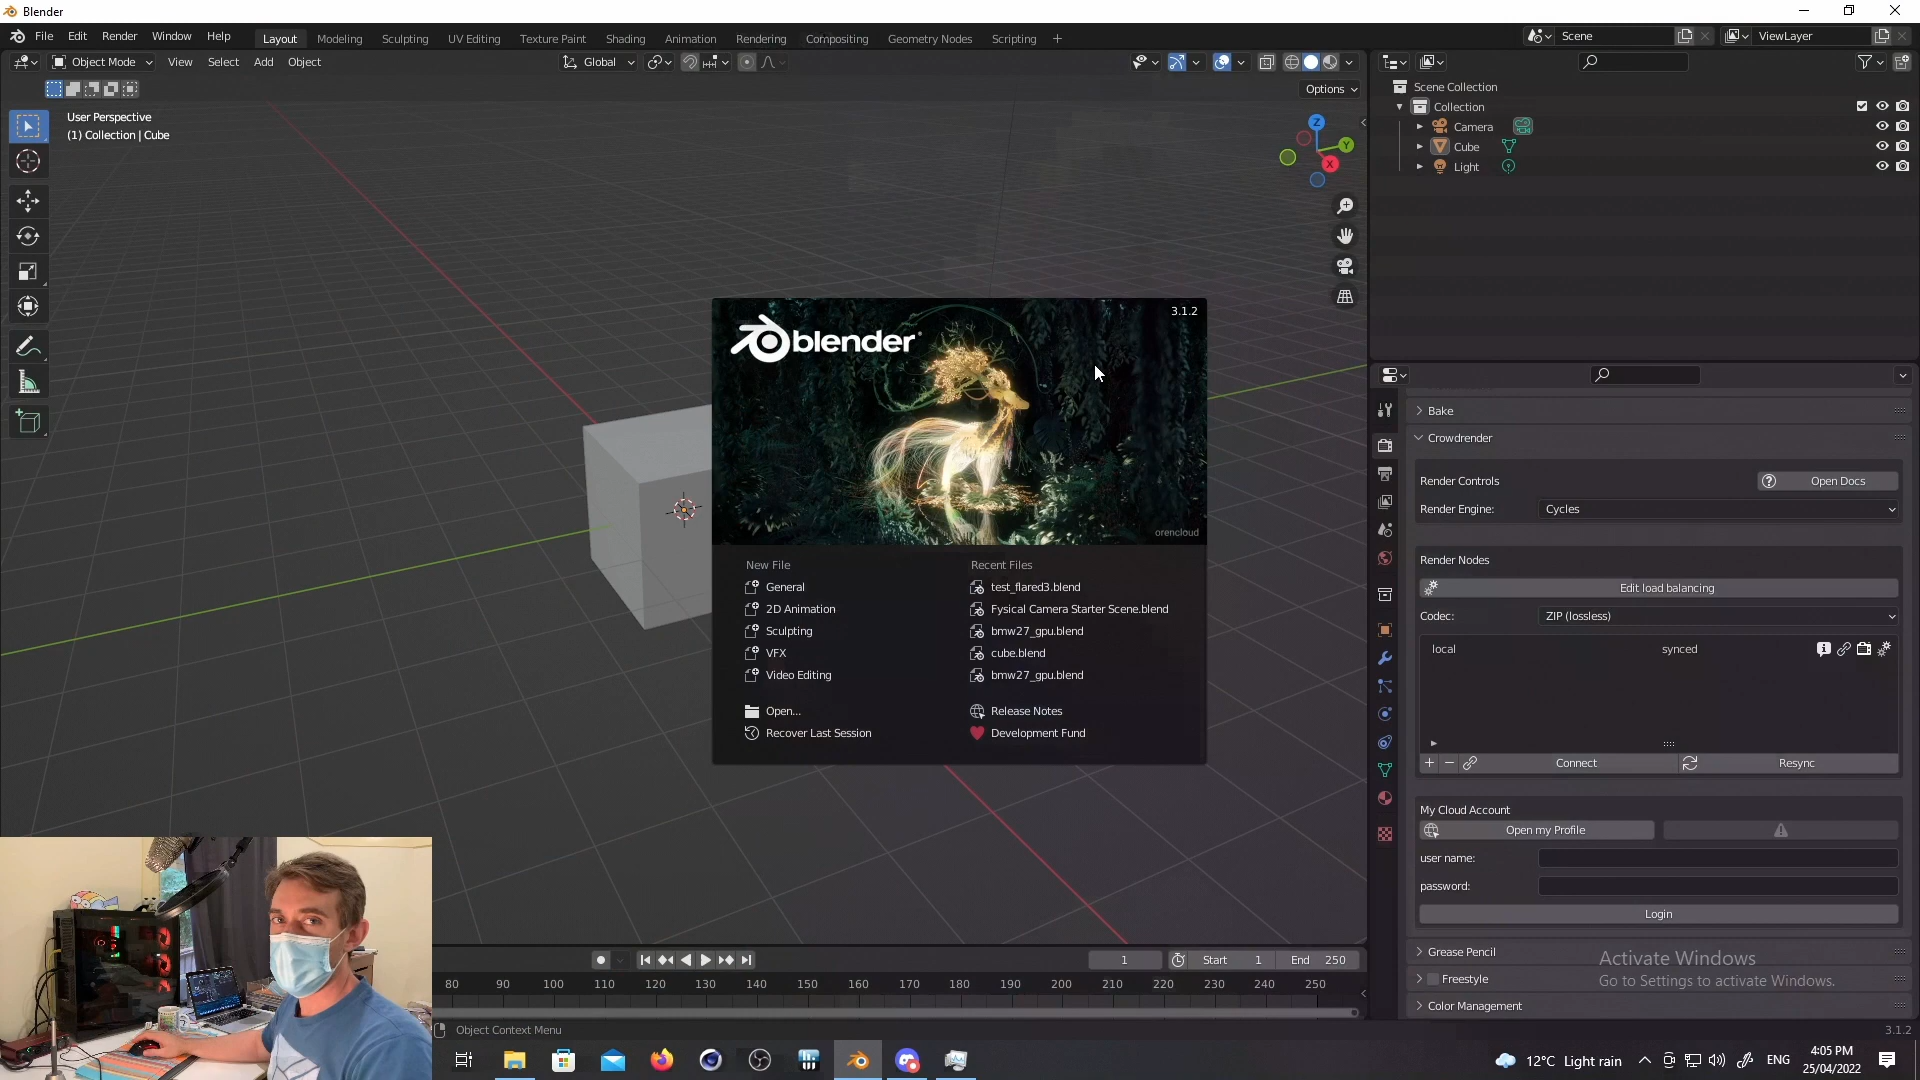 Blender
File Edit Render Window Help Layout Modeling Sculpting UV Editing Texture Paint Shading Animation Rendering Compositing Geometry Nodes Scripting + Scene ViewLayer
Object Mode View Select Add Object Global
Options
User Perspective
(1) Collection | Cube
Z
Y
X
Scene Collection
Collection
Camera
Cube
Light
3.1.2
blender
orencloud
New File
General
2D Animation
Sculpting
VFX
Video Editing
Open...
Recover Last Session
Recent Files
test_flared3.blend
Fysical Camera Starter Scene.blend
bmw27_gpu.blend
cube.blend
bmw27_gpu.blend
Release Notes
Development Fund
Bake
Crowdrender
Render Controls
Open Docs
Render Engine: Cycles
Render Nodes
Edit load balancing
Codec: ZIP (lossless)
local synced
Connect Resync
My Cloud Account
Open my Profile
user name:
password:
Login
Grease Pencil
Freestyle
Color Management
Activate Windows
Go to Settings to activate Windows.
1 Start 1 End 250
80 90 100 110 120 130 140 150 160 170 180 190 200 210 220 230 240 250
Object Context Menu
3.1.2
12°C Light rain ENG 4:05 PM
25/04/2022